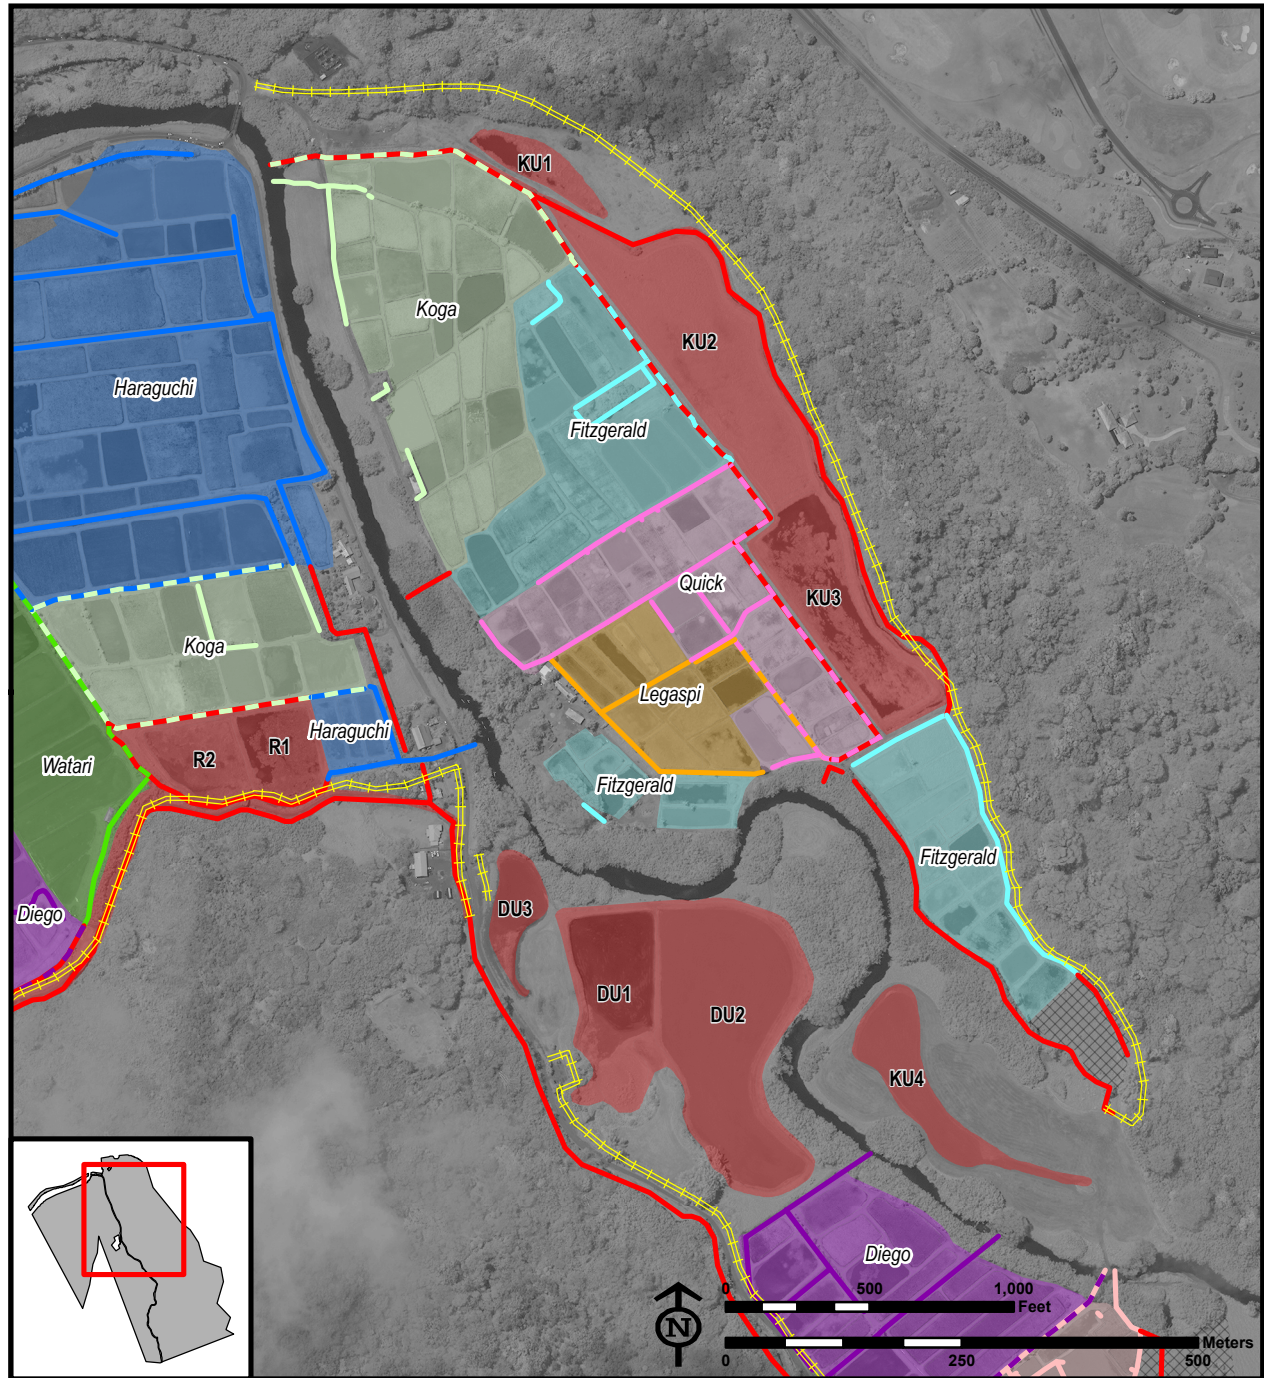 KU1
Koga
KU2
Haraguchi
Fitzgerald
Quick
KU3
Koga
Legaspi
Haraguchi
R1
R2
Watari
Fitzgerald
Fitzgerald
DU3
Diego
DU1
DU2
KU4
Diego
0 500 1,000
Feet
N
Meters
0 250 500